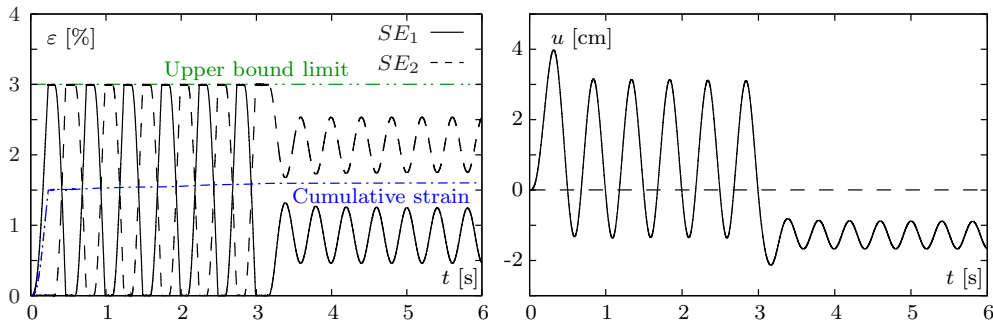 ε [%]
SE₁
SE₂
Upper bound limit
Cumulative strain
t [s]
4
3
2
1
0
0 1 2 3 4 5 6
u [cm]
t [s]
4
2
0
-2
0 1 2 3 4 5 6